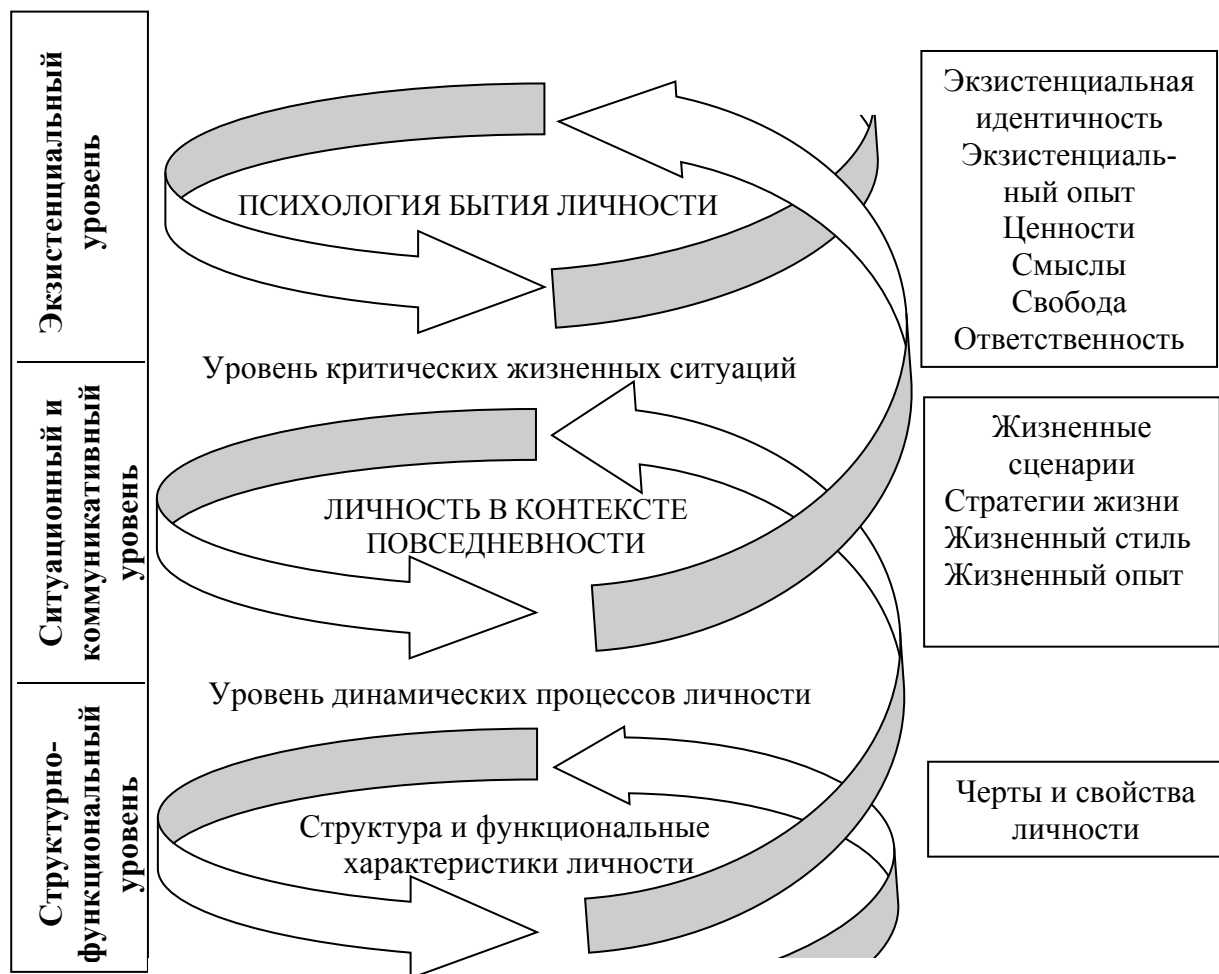 Экзистенциальный
уровень
ПСИХОЛОГИЯ БЫТИЯ ЛИЧНОСТИ
Экзистенциальная
идентичность
Экзистенциаль-
ный опыт
Ценности
Смыслы
Свобода
Ответственность
Уровень критических жизненных ситуаций
Ситуационный и
коммуникативный
уровень
ЛИЧНОСТЬ В КОНТЕКСТЕ
ПОВСЕДНЕВНОСТИ
Жизненные
сценарии
Стратегии жизни
Жизненный стиль
Жизненный опыт
Уровень динамических процессов личности
Структурно-
функциональный
уровень
Структура и функциональные
характеристики личности
Черты и свойства
личности